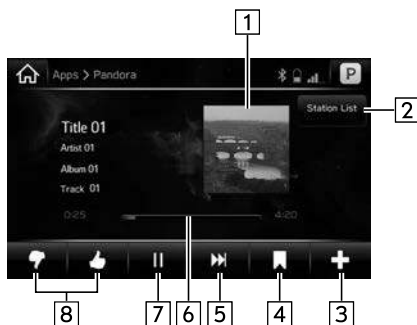 1
Apps > Pandora
P
Station List
2
Title 01
Artist 01
Album 01
Track 01
0:25
4:20
8
7
6
5
4
3